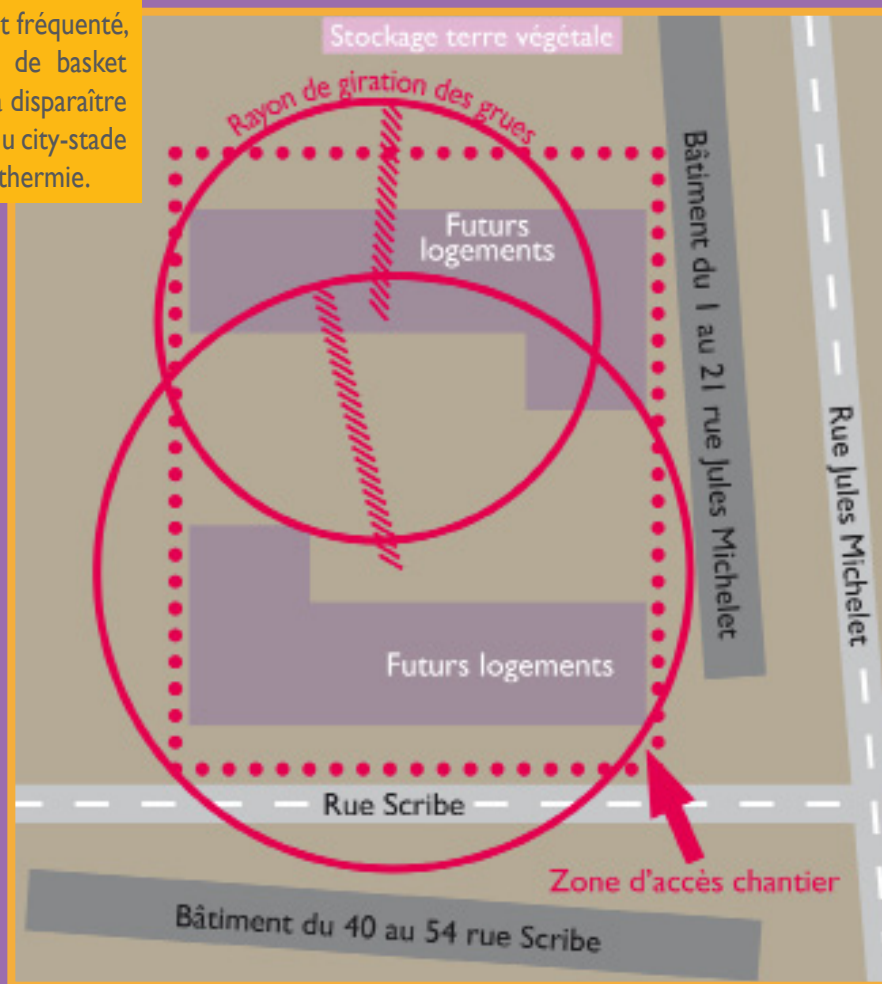 t fréquenté,
de basket
disparaître
u city-stade
thermie.
Stockage terre végétale
Rayon de giration des grues
Futurs
logements
Bâtiment du 1 au 21 rue Jules Michelet
Rue Jules Michelet
Futurs logements
Rue Scribe
Zone d'accès chantier
Bâtiment du 40 au 54 rue Scribe